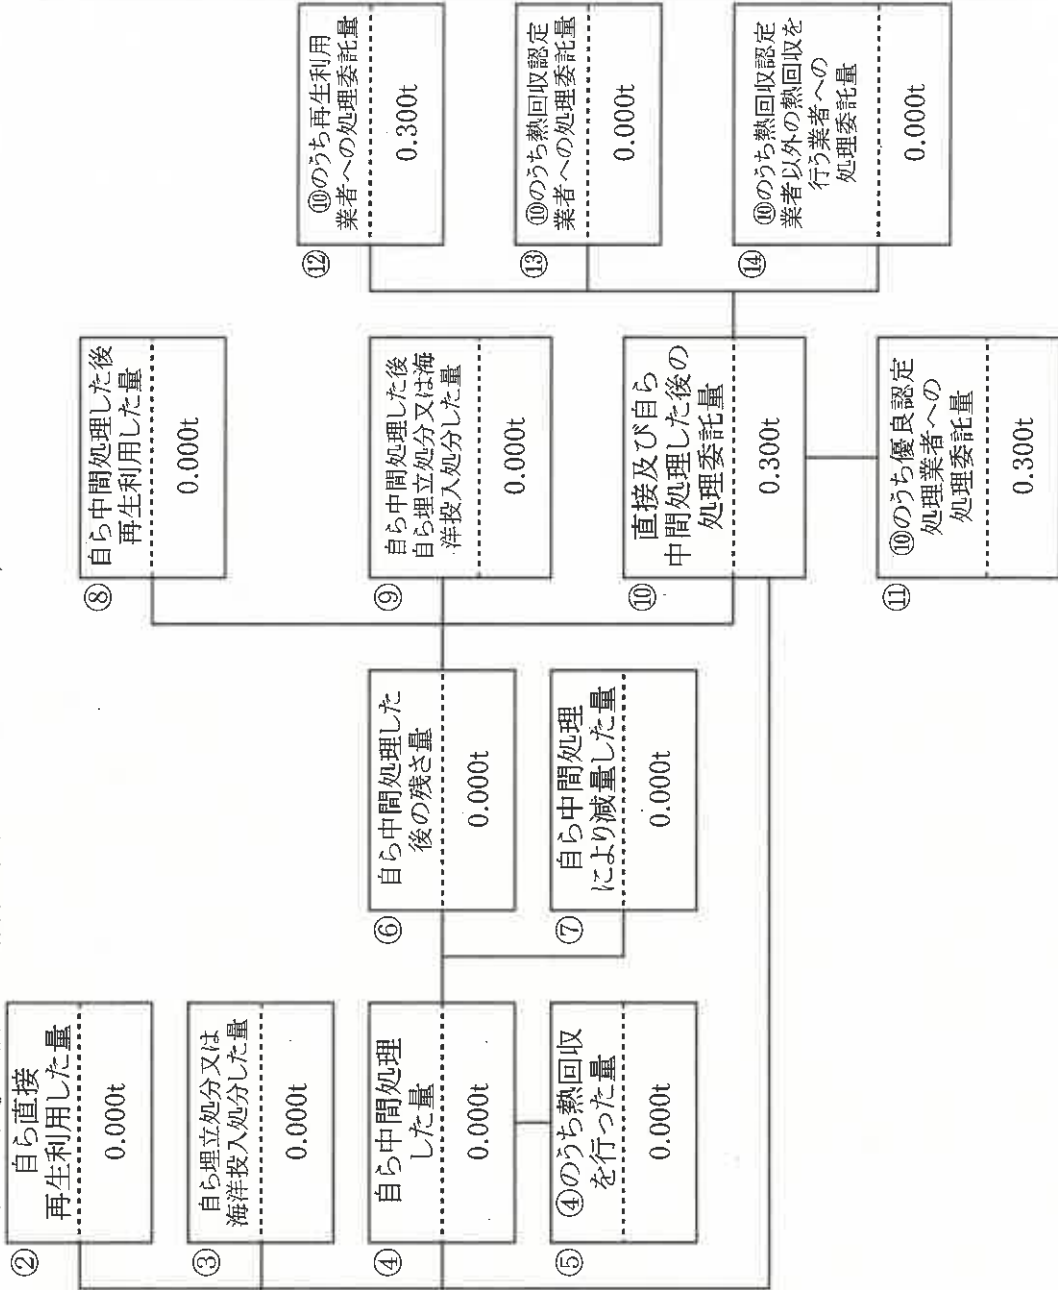 ②
自ら直接
再生利用した量
0.000t
③
自ら埋立処分又は
海洋投入処分した量
0.000t
④
自ら中間処理
した量
0.000t
⑤
④のうち熱回収
を行った量
0.000t
⑥
自ら中間処理した
後の残さ量
0.000t
⑦
自ら中間処理
により減量した量
0.000t
⑧
自ら中間処理した後
再生利用した量
0.000t
⑨
自ら中間処理した後
自ら埋立処分又は海
洋投入処分した量
0.000t
⑩
直接及び自ら
中間処理した後の
処理委託量
0.300t
⑪
⑩のうち優良認定
処理業者への
処理委託量
0.300t
⑫
⑩のうち再生利用
業者への処理委託量
0.300t
⑬
⑩のうち熱回収認定
業者への処理委託量
0.000t
⑭
⑩のうち熱回収認定
業者以外の熱回収を
行う業者への
処理委託量
0.000t